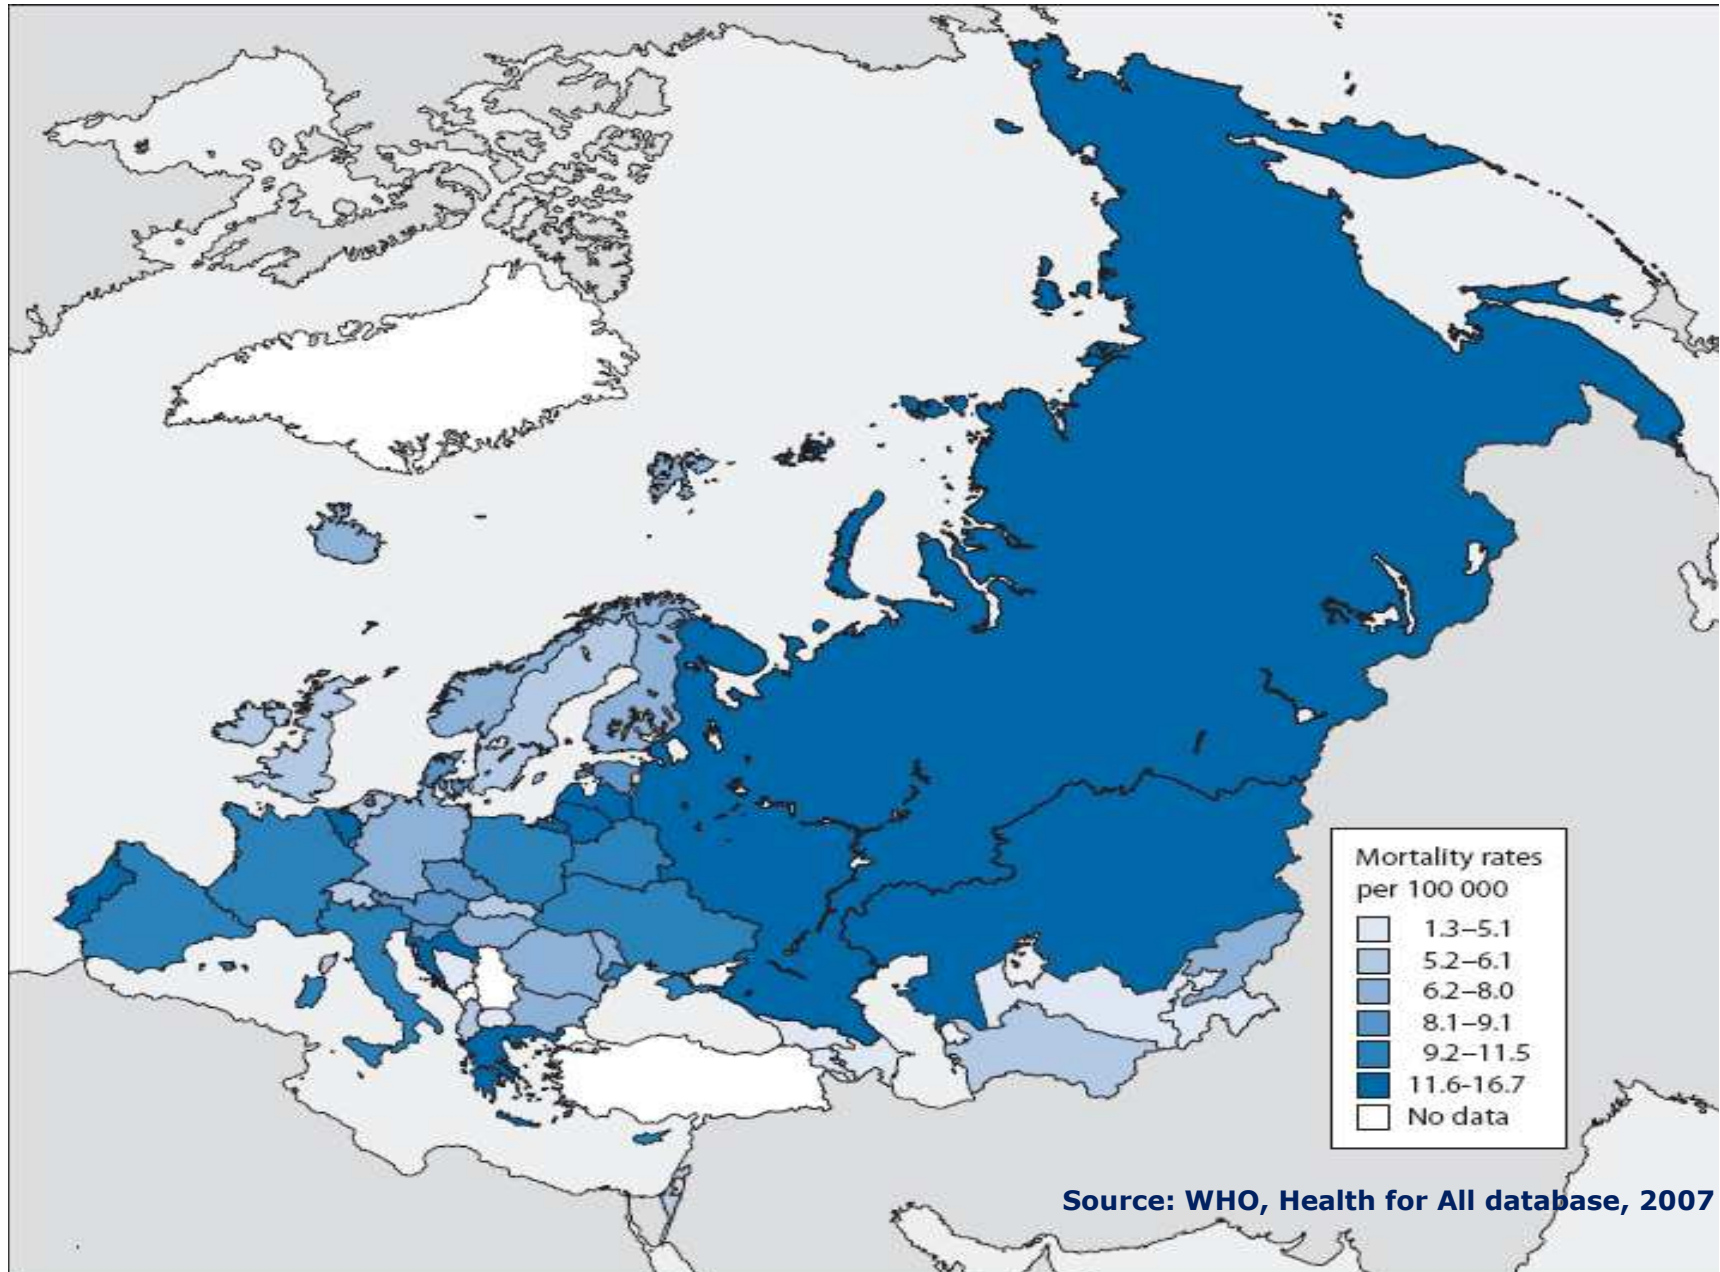 Mortality rates
per 100 000
1.3–5.1
5.2–6.1
6.2–8.0
8.1–9.1
9.2–11.5
11.6-16.7
No data
Source: WHO, Health for All database, 2007